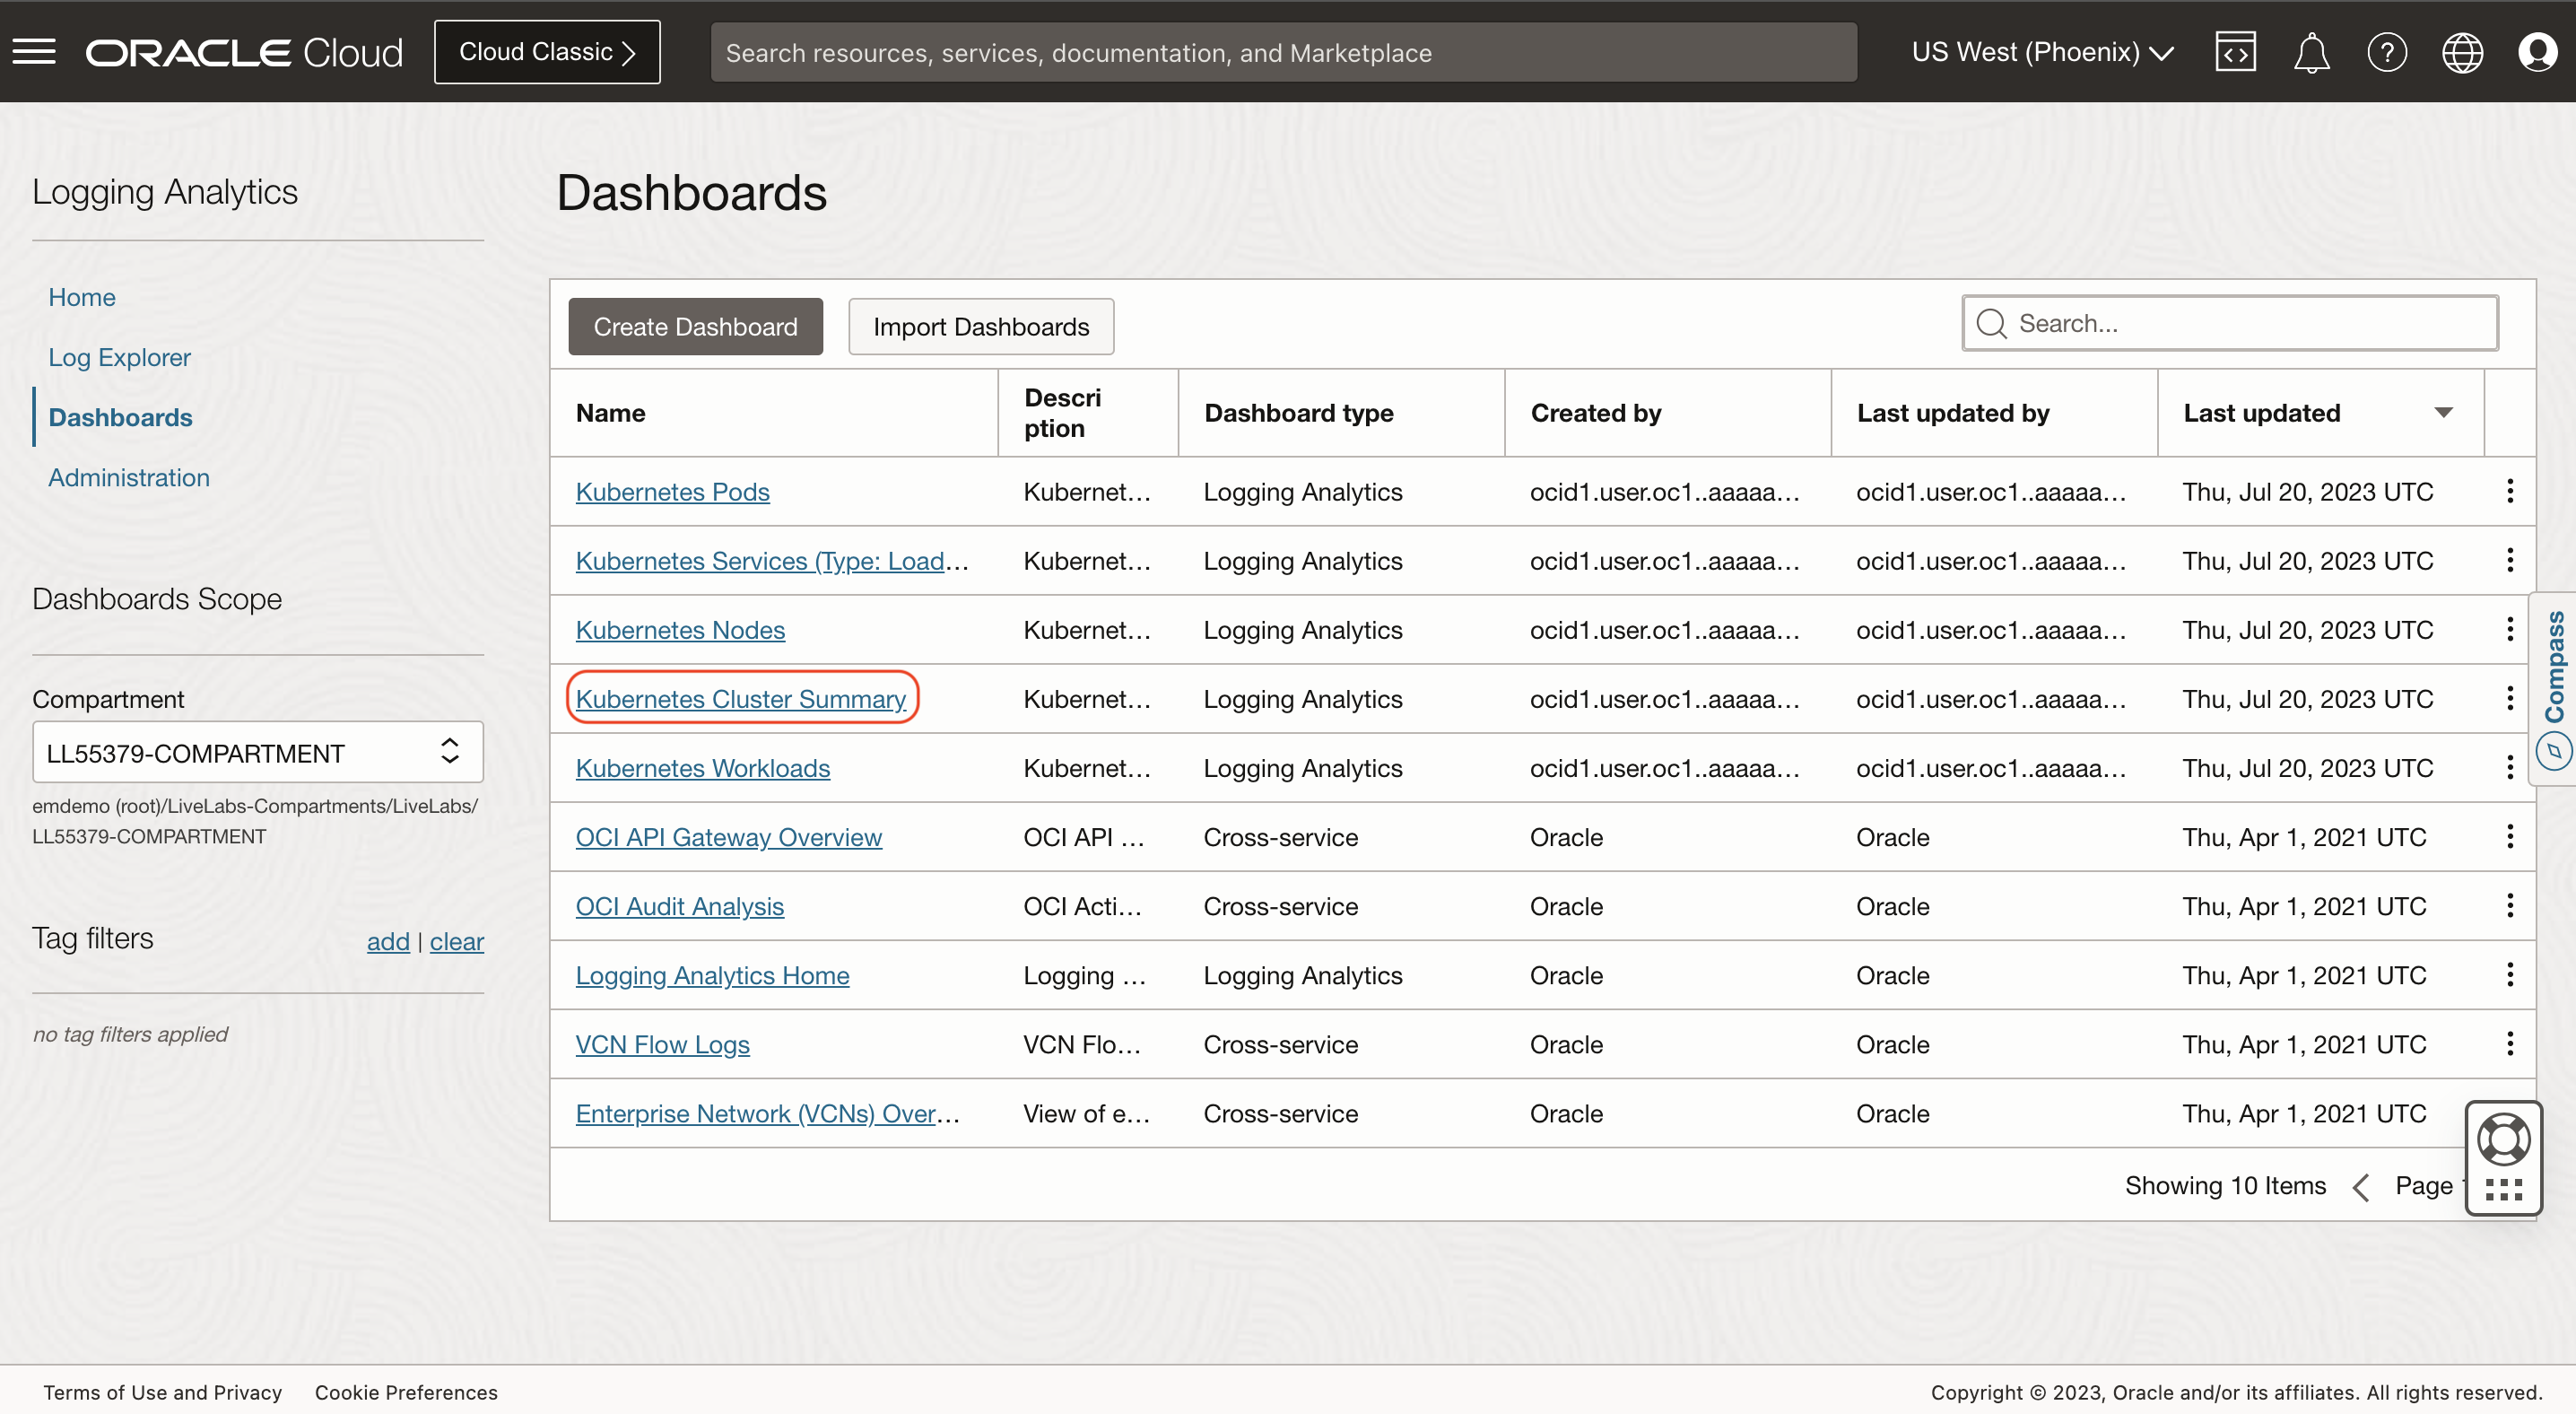 ORACLE Cloud
Cloud Classic
Search resources, services, documentation, and Marketplace
US West (Phoenix)
Logging Analytics
Home
Log Explorer
Dashboards
Administration
Dashboards Scope
Compartment
LL55379-COMPARTMENT
emdemo (root)/LiveLabs-Compartments/LiveLabs/
LL55379-COMPARTMENT
Tag filters add | clear
no tag filters applied
Dashboards
Create Dashboard Import Dashboards Search...
Name Descri
ption Dashboard type Created by Last updated by Last updated
Kubernetes Pods Kubernet... Logging Analytics ocid1.user.oc1..aaaaa... ocid1.user.oc1..aaaaa... Thu, Jul 20, 2023 UTC
Kubernetes Services (Type: Load... Kubernet... Logging Analytics ocid1.user.oc1..aaaaa... ocid1.user.oc1..aaaaa... Thu, Jul 20, 2023 UTC
Kubernetes Nodes Kubernet... Logging Analytics ocid1.user.oc1..aaaaa... ocid1.user.oc1..aaaaa... Thu, Jul 20, 2023 UTC
Kubernetes Cluster Summary Kubernet... Logging Analytics ocid1.user.oc1..aaaaa... ocid1.user.oc1..aaaaa... Thu, Jul 20, 2023 UTC
Kubernetes Workloads Kubernet... Logging Analytics ocid1.user.oc1..aaaaa... ocid1.user.oc1..aaaaa... Thu, Jul 20, 2023 UTC
OCI API Gateway Overview OCI API ... Cross-service Oracle Oracle Thu, Apr 1, 2021 UTC
OCI Audit Analysis OCI Acti... Cross-service Oracle Oracle Thu, Apr 1, 2021 UTC
Logging Analytics Home Logging ... Logging Analytics Oracle Oracle Thu, Apr 1, 2021 UTC
VCN Flow Logs VCN Flo... Cross-service Oracle Oracle Thu, Apr 1, 2021 UTC
Enterprise Network (VCNs) Over... View of e... Cross-service Oracle Oracle Thu, Apr 1, 2021 UTC
Showing 10 Items Page
Compass
Terms of Use and Privacy Cookie Preferences
Copyright © 2023, Oracle and/or its affiliates. All rights reserved.